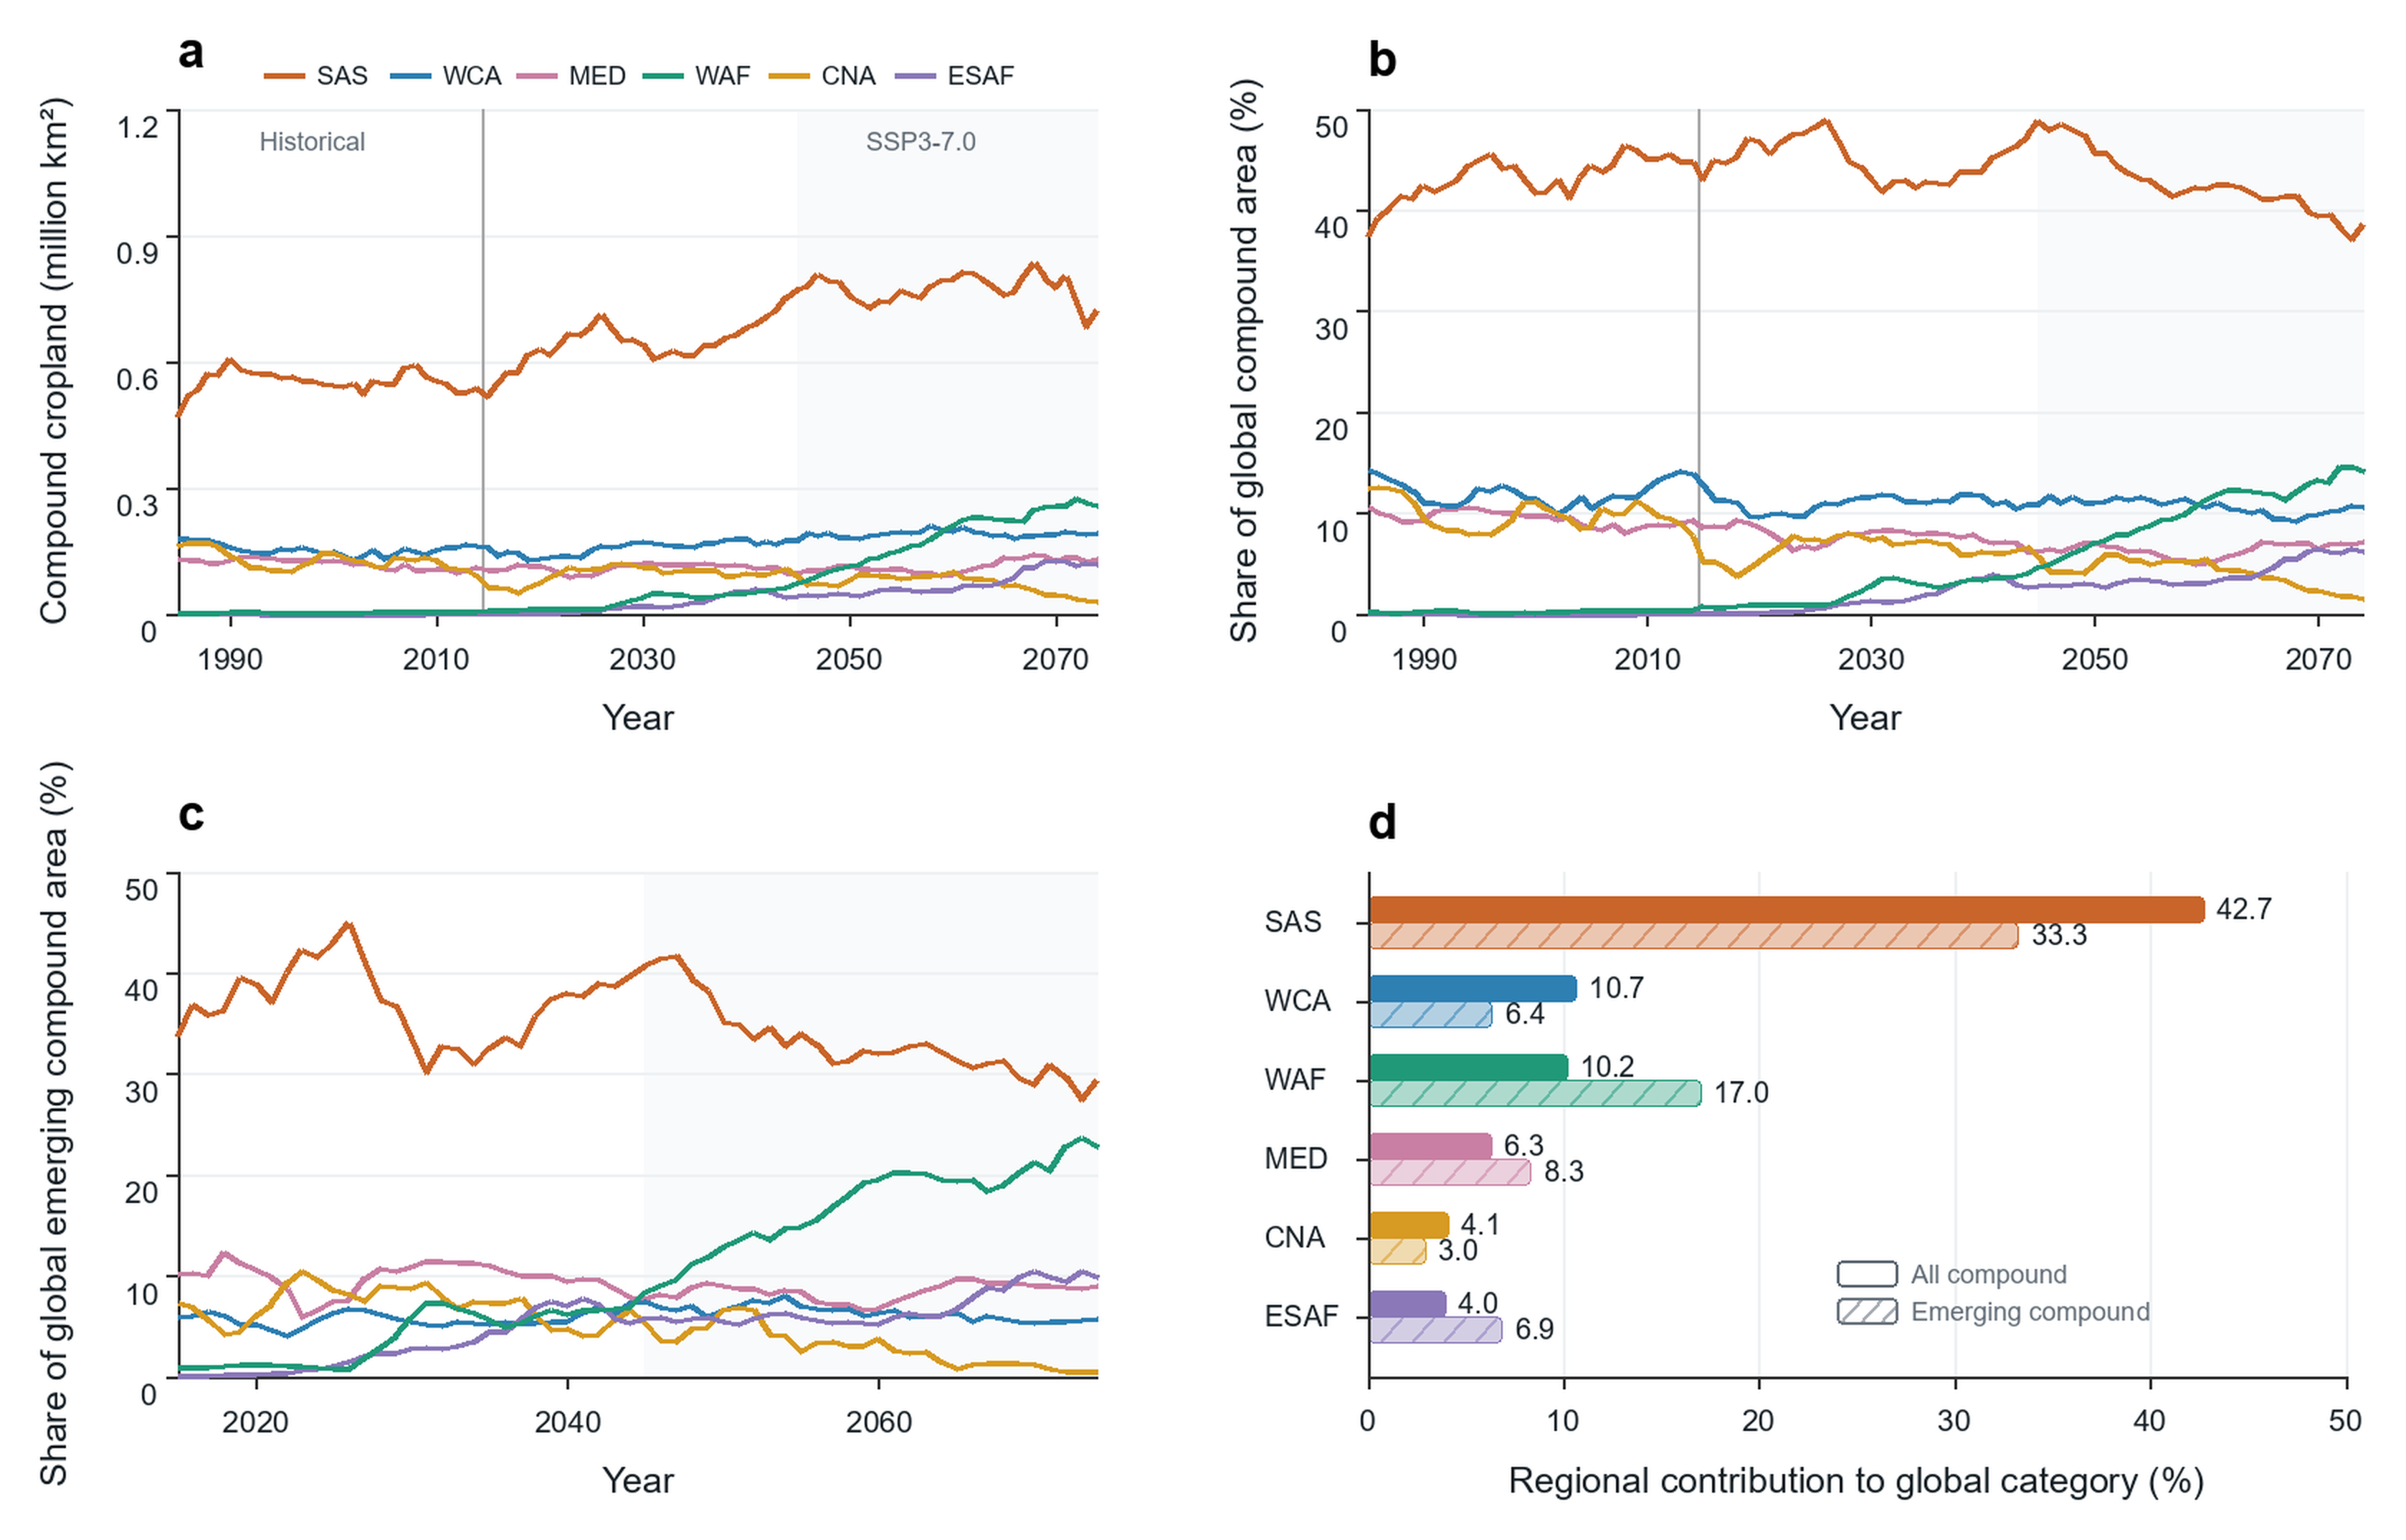 a
SAS WCA MED WAF CNA ESAF
Compound cropland (million km²)
1.2
0.9
0.6
0.3
0
Historical
SSP3-7.0
1990 2010 2030 2050 2070
Year
b
Share of global compound area (%)
50
40
30
20
10
0
1990 2010 2030 2050 2070
Year
c
Share of global emerging compound area (%)
50
40
30
20
10
0
2020 2040 2060
Year
d
SAS 42.7
33.3
WCA 10.7
6.4
WAF 10.2
17.0
MED 6.3
8.3
CNA 4.1
3.0
ESAF 4.0
6.9
All compound
Emerging compound
0 10 20 30 40 50
Regional contribution to global category (%)